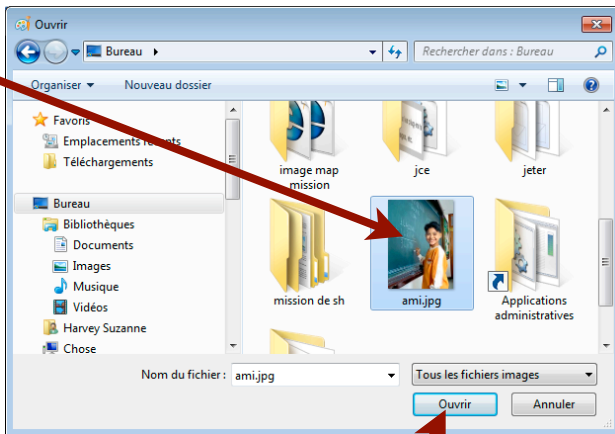 Ouvrir
Bureau
Rechercher dans : Bureau
Organiser
Nouveau dossier
Favoris
Emplacements récents
Téléchargements
Bureau
Bibliothèques
Documents
Images
Musique
Vidéos
Harvey Suzanne
Chose
image map
mission
jce
jeter
mission de sh
ami.jpg
Applications
administratives
Nom du fichier : ami.jpg
Tous les fichiers images
Ouvrir
Annuler